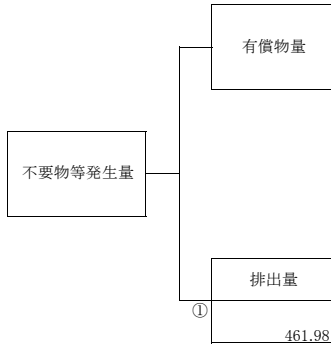 有償物量
不要物等発生量
排出量
①
461.98